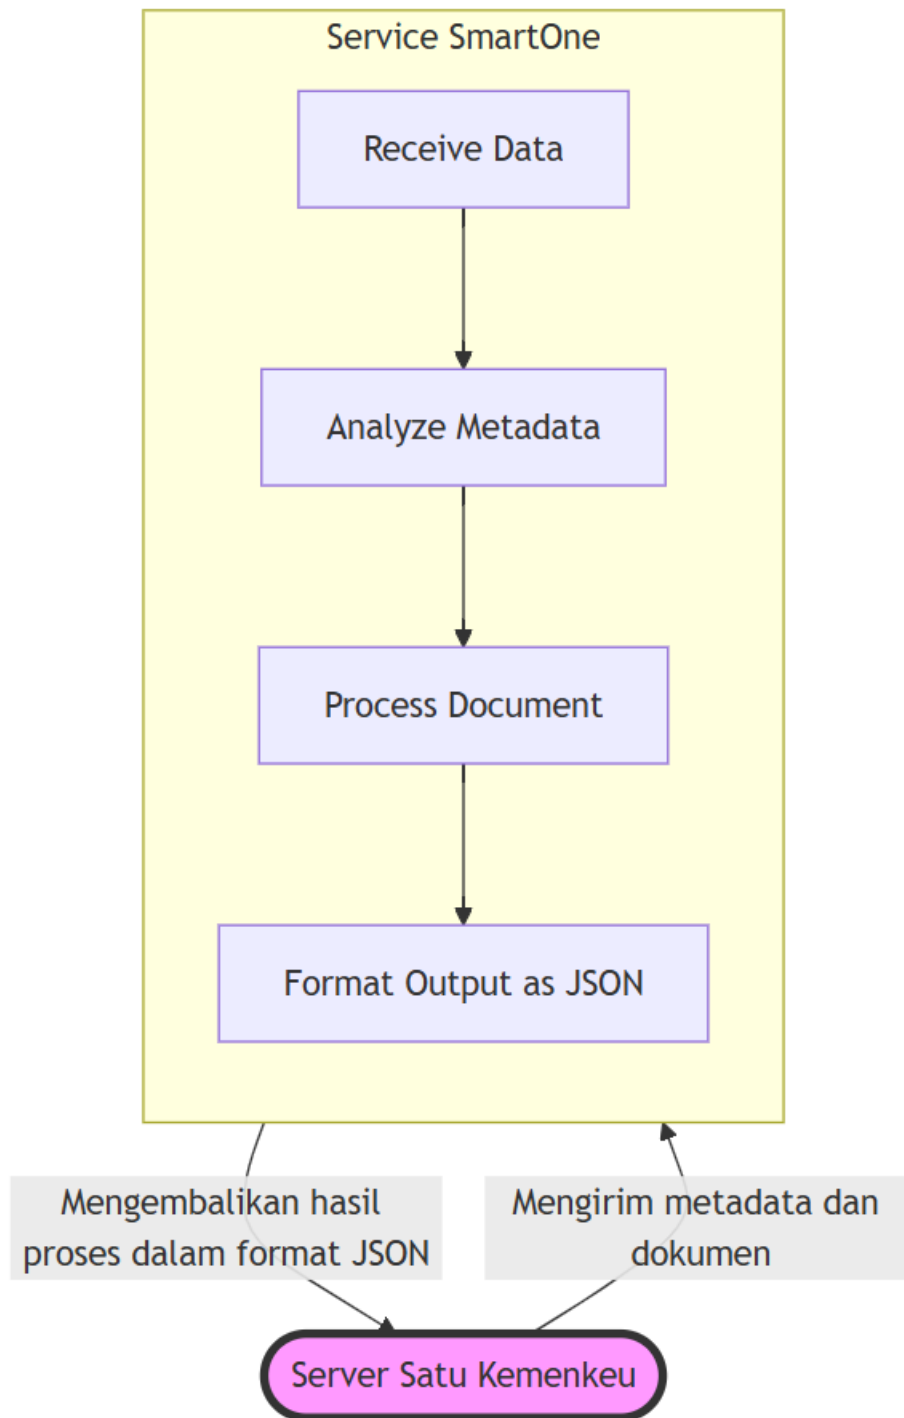 Service SmartOne
Receive Data
Analyze Metadata
Process Document
Format Output as JSON
Mengembalikan hasil
proses dalam format JSON
Mengirim metadata dan
dokumen
Server Satu Kemenkeu